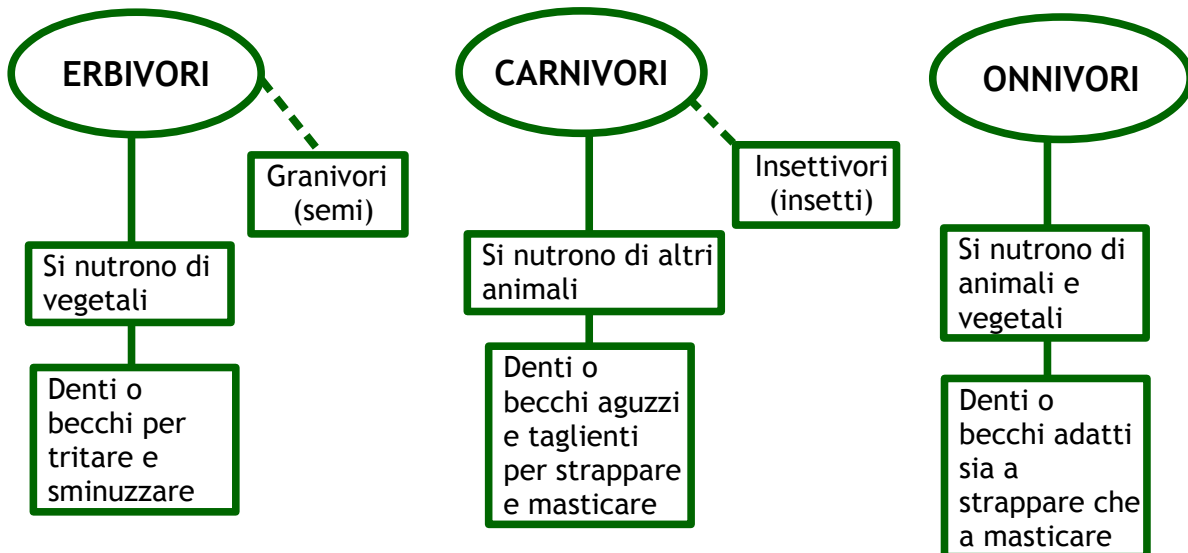 ERBIVORI
Granivori
(semi)
Si nutrono di
vegetali
Denti o
becchi per
tritare e
sminuzzare
CARNIVORI
Insettivori
(insetti)
Si nutrono di altri
animali
Denti o
becchi aguzzi
e taglienti
per strappare
e masticare
ONNIVORI
Si nutrono di
animali e
vegetali
Denti o
becchi adatti
sia a
strappare che
a masticare